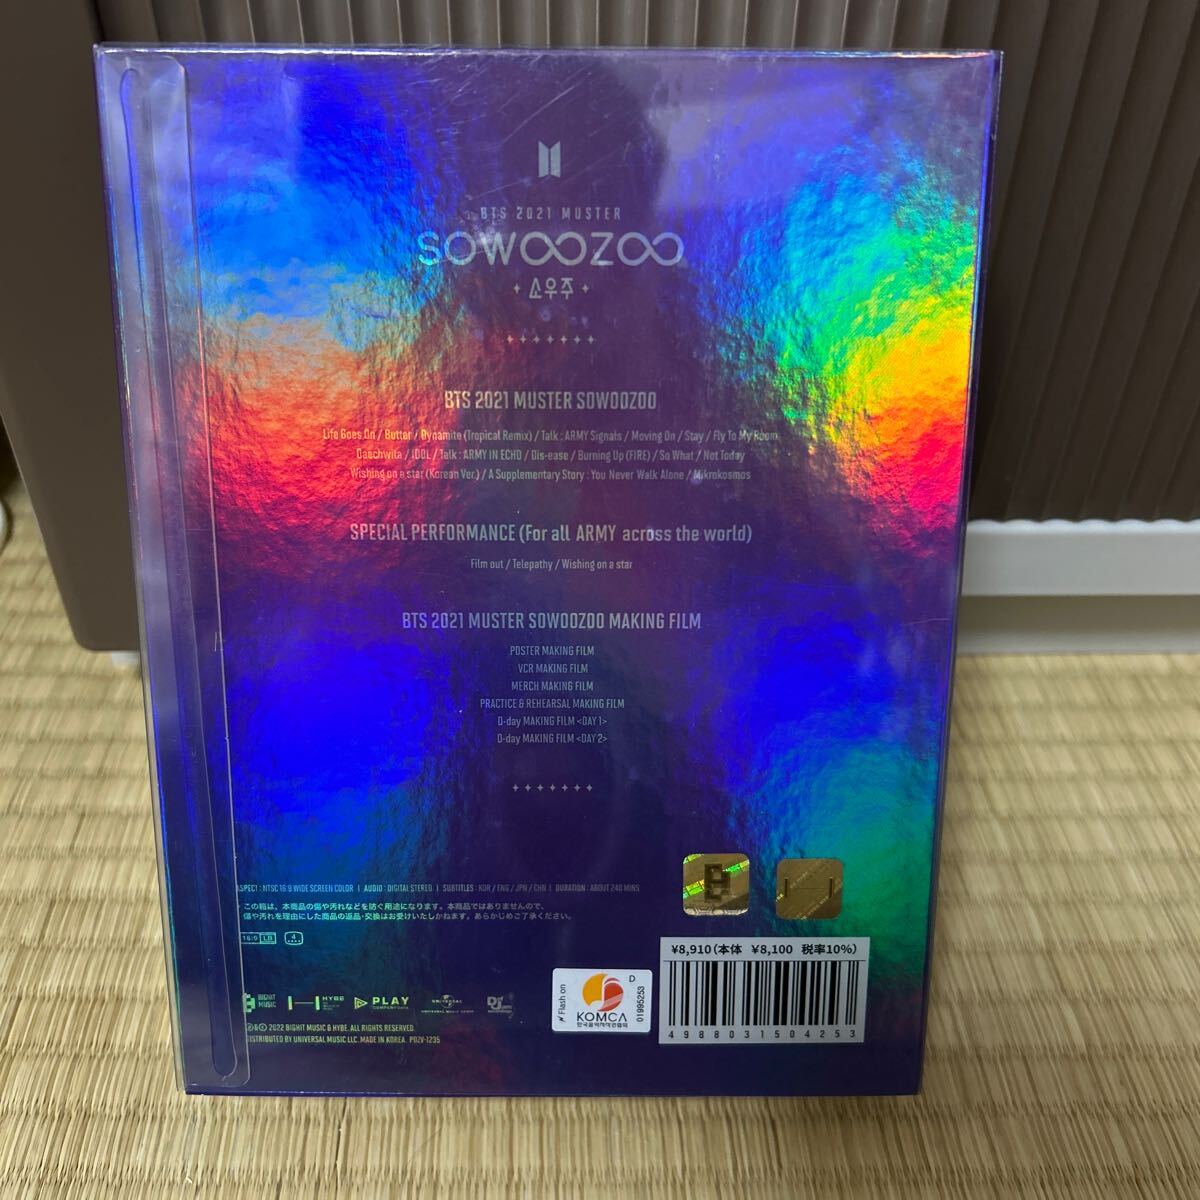 BTS 2021 MUSTER
SOWOOZOO
소우주
BTS 2021 MUSTER SOWOOZOO
Life Goes On / Butter / Dynamite (Tropical Remix) / Talk : ARMY Signals / Moving On / Stay / Fly To My Room
Daechwita / IDOL / Talk : ARMY IN ECHO / Dis-ease / Burning Up (FIRE) / So What / Not Today
Wishing on a star (Korean Ver.) / A Supplementary Story : You Never Walk Alone / Mikrokosmos
SPECIAL PERFORMANCE (For all ARMY across the world)
Film out / Telepathy / Wishing on a star
BTS 2021 MUSTER SOWOOZOO MAKING FILM
POSTER MAKING FILM
VCR MAKING FILM
MERCH MAKING FILM
PRACTICE & REHEARSAL MAKING FILM
D-day MAKING FILM <DAY 1>
D-day MAKING FILM <DAY 2>
ASPECT : NTSC 16:9 WIDE SCREEN COLOR | AUDIO : DIGITAL STEREO | SUBTITLES : KOR / ENG / JPN / CHN | DURATION : ABOUT 240 MINS
この箱は、本商品の傷や汚れなどを防ぐ用途になります。本商品ではありませんので、
傷や汚れを理由にした商品の返品・交換はお受けいたしかねます。あらかじめご了承ください。
16:9 LB 4
¥8,910(本体 ¥8,100 税率10%)
4988031504253
Flash on
D
KOMCA
한국음악저작권협회
01995253
BIGHIT MUSIC
HYBE
PLAY
COMPANY
UNIVERSAL
Def Jam
℗&© 2022 BIGHIT MUSIC & HYBE. ALL RIGHTS RESERVED.
DISTRIBUTED BY UNIVERSAL MUSIC LLC. MADE IN KOREA. PDZV-1235